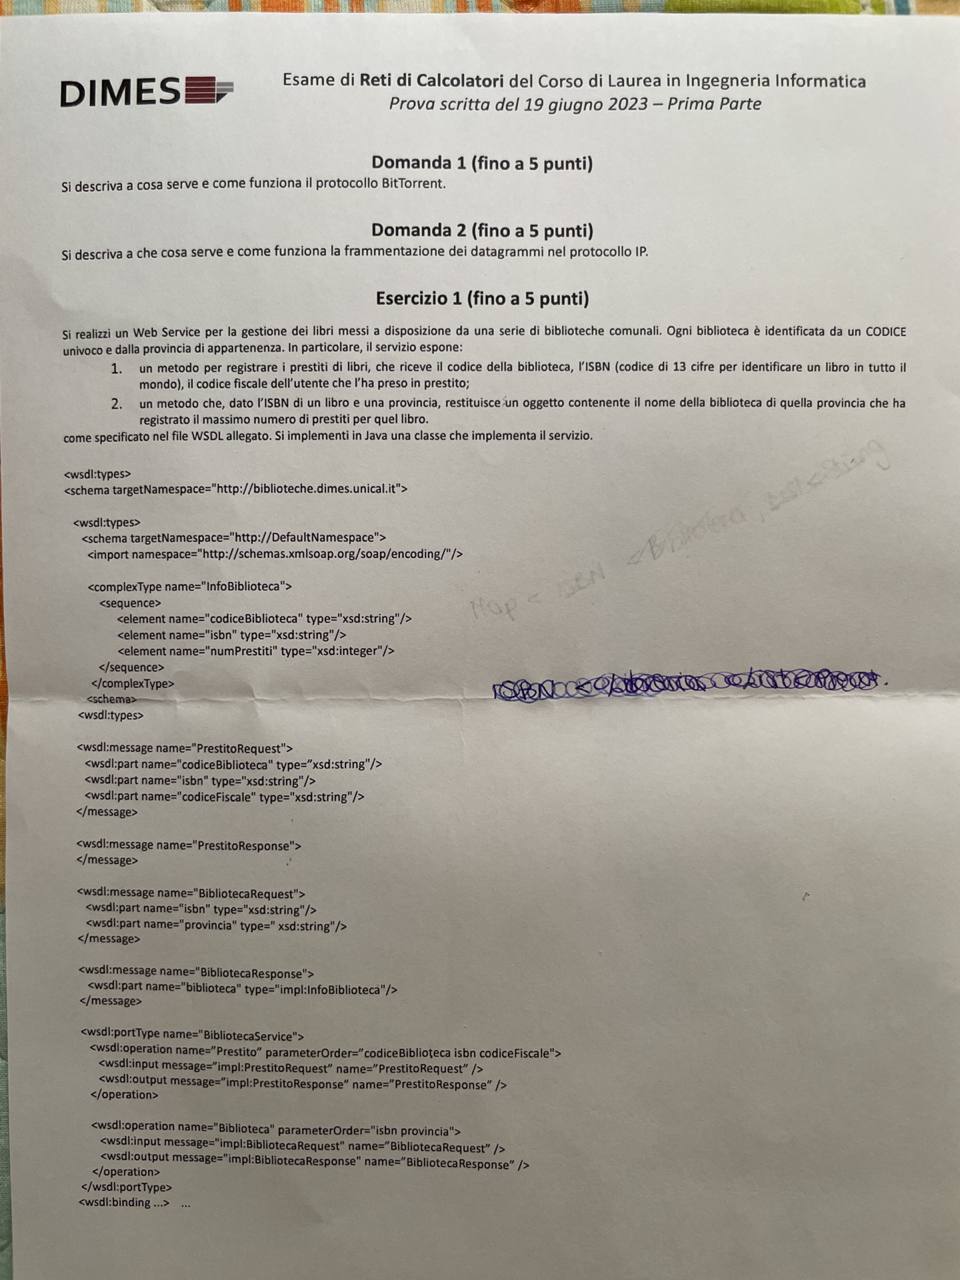 DIMES
Esame di Reti di Calcolatori del Corso di Laurea in Ingegneria Informatica
Prova scritta del 19 giugno 2023 – Prima Parte
Domanda 1 (fino a 5 punti)
Si descriva a cosa serve e come funziona il protocollo BitTorrent.
Domanda 2 (fino a 5 punti)
Si descriva a che cosa serve e come funziona la frammentazione dei datagrammi nel protocollo IP.
Esercizio 1 (fino a 5 punti)
Si realizzi un Web Service per la gestione dei libri messi a disposizione da una serie di biblioteche comunali. Ogni biblioteca è identificata da un CODICE
univoco e dalla provincia di appartenenza. In particolare, il servizio espone:
1. un metodo per registrare i prestiti di libri, che riceve il codice della biblioteca, l'ISBN (codice di 13 cifre per identificare un libro in tutto il
mondo), il codice fiscale dell'utente che l'ha preso in prestito;
2. un metodo che, dato l'ISBN di un libro e una provincia, restituisce un oggetto contenente il nome della biblioteca di quella provincia che ha
registrato il massimo numero di prestiti per quel libro.
come specificato nel file WSDL allegato. Si implementi in Java una classe che implementa il servizio.
<wsdl:types>
<schema targetNamespace="http://biblioteche.dimes.unical.it">
<wsdl:types>
<schema targetNamespace="http://DefaultNamespace">
<import namespace="http://schemas.xmlsoap.org/soap/encoding/"/>
<complexType name="InfoBiblioteca">
Map < ISBN <Biblioteca,
<sequence>
<element name="codiceBiblioteca" type="xsd:string"/>
<element name="isbn" type="xsd:string"/>
<element name="numPrestiti" type="xsd:integer"/>
</sequence>
</complexType>
<schema>
<wsdl:types>
<wsdl:message name="PrestitoRequest">
<wsdl:part name="codiceBiblioteca" type="xsd:string"/>
<wsdl:part name="isbn" type="xsd:string"/>
<wsdl:part name="codiceFiscale" type="xsd:string"/>
</message>
<wsdl:message name="PrestitoResponse">
</message>
<wsdl:message name="BibliotecaRequest">
<wsdl:part name="isbn" type="xsd:string"/>
<wsdl:part name="provincia" type=" xsd:string"/>
</message>
<wsdl:message name="BibliotecaResponse">
<wsdl:part name="biblioteca" type="impl:InfoBiblioteca"/>
</message>
<wsdl:portType name="BibliotecaService">
<wsdl:operation name="Prestito" parameterOrder="codiceBiblioteca isbn codiceFiscale">
<wsdl:input message="impl:PrestitoRequest" name="PrestitoRequest" />
<wsdl:output message="impl:PrestitoResponse" name="PrestitoResponse" />
</operation>
<wsdl:operation name="Biblioteca" parameterOrder="isbn provincia">
<wsdl:input message="impl:BibliotecaRequest" name="BibliotecaRequest" />
<wsdl:output message="impl:BibliotecaResponse" name="BibliotecaResponse" />
</operation>
</wsdl:portType>
<wsdl:binding ...> ...